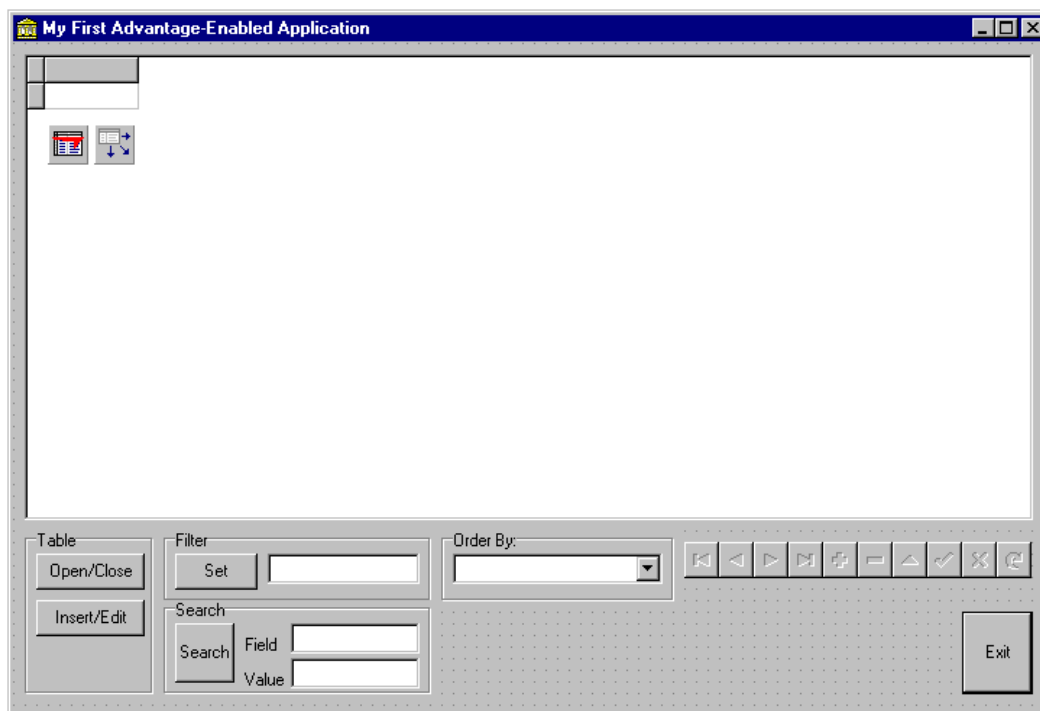 My First Advantage-Enabled Application
Table
Open/Close
Insert/Edit
Filter
Set
Search
Search
Field
Value
Order By:
Exit